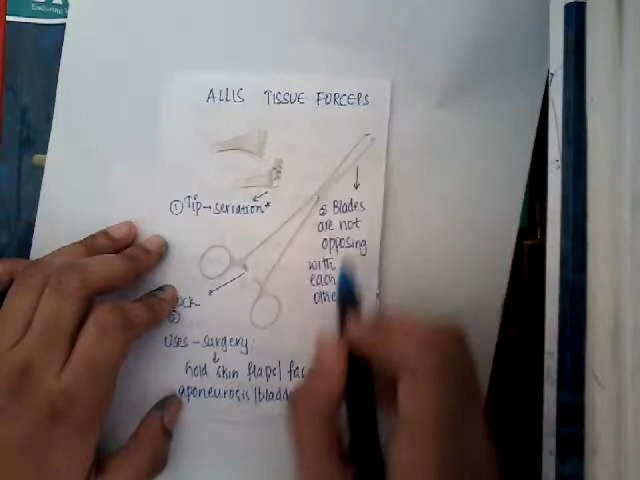 ALLIS TISSUE FORCEPS
① Tip → serration*
③ Blades
are not
opposing
with
each
othe
②
Uses - surgery:
hold skin flaps/ fac
aponeurosis/bladd